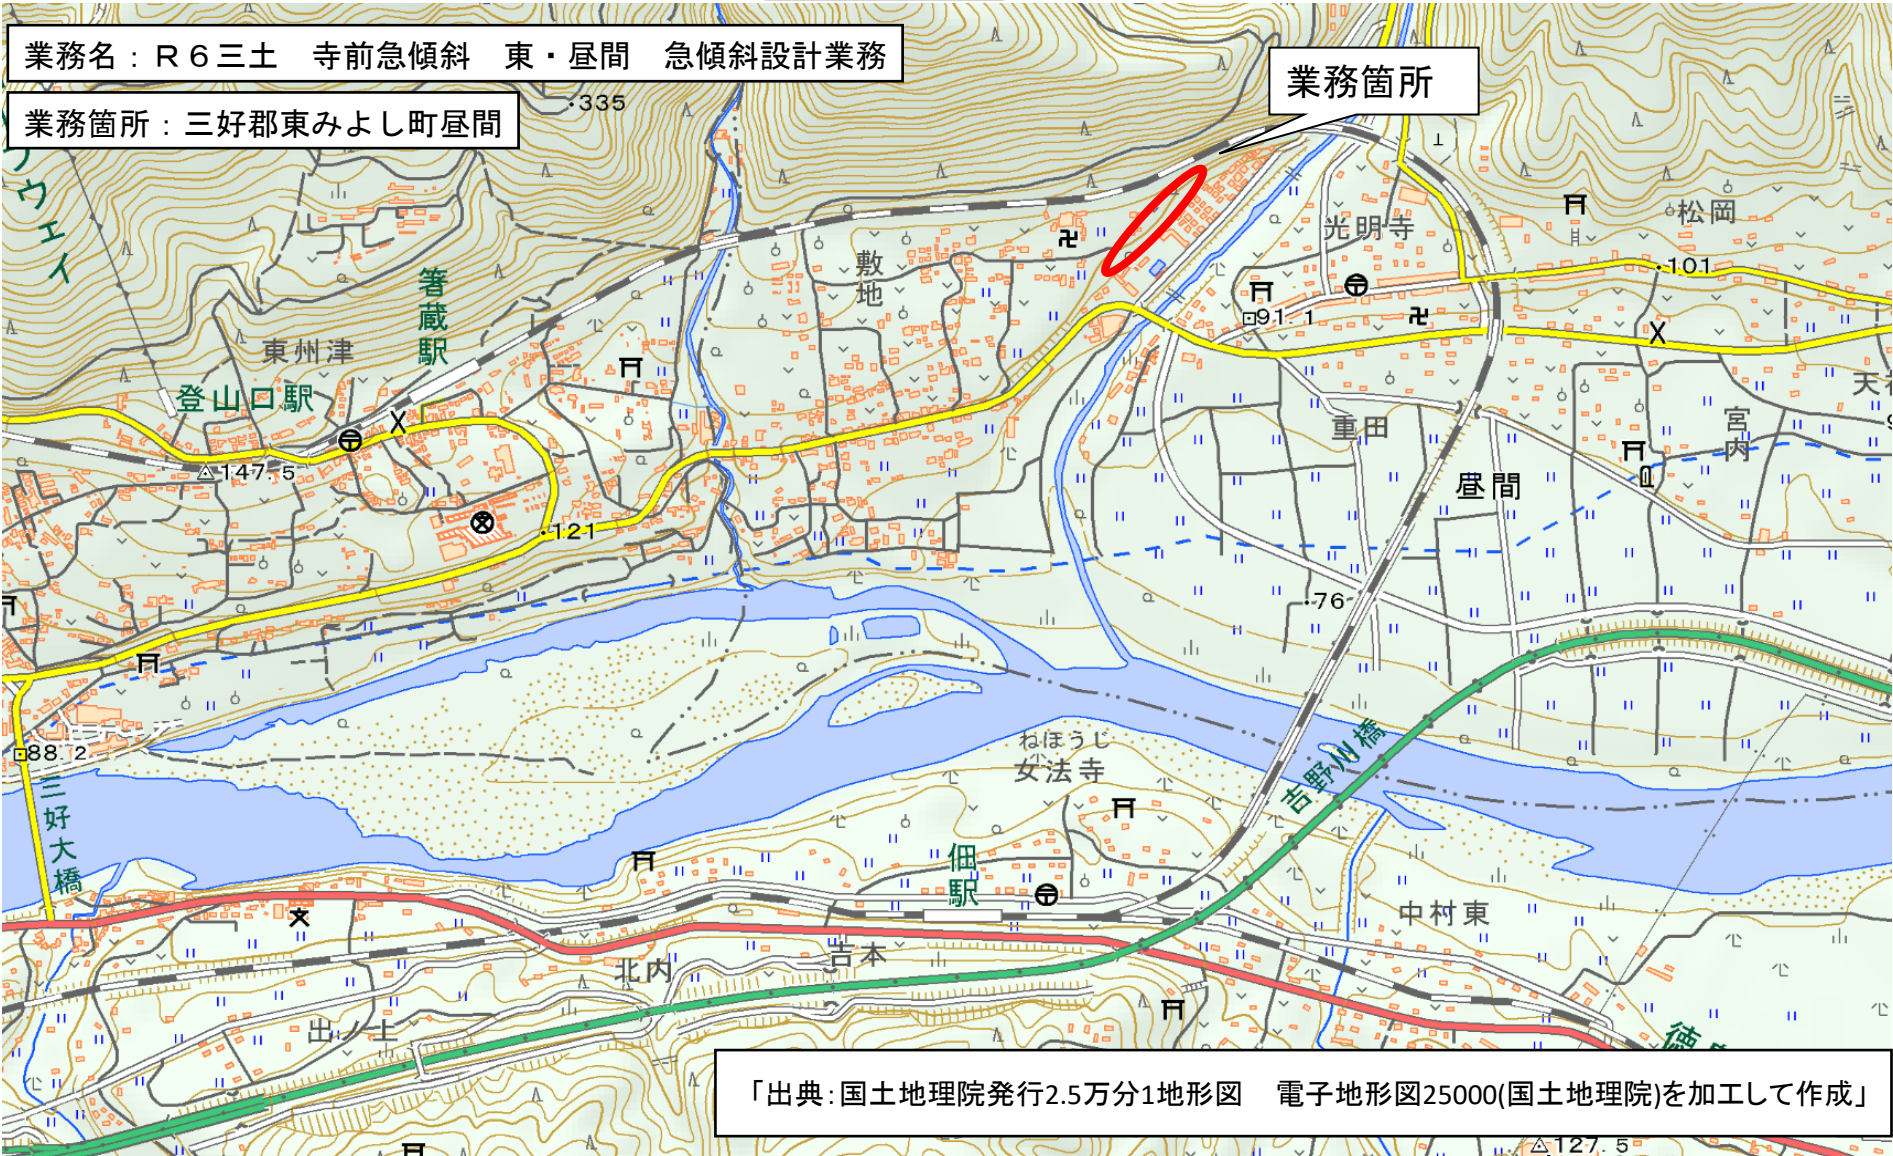 業務名：Ｒ６三土　寺前急傾斜　東・昼間　急傾斜設計業務
業務箇所：三好郡東みよし町昼間
業務箇所
335
ウェイ
箸蔵駅
東州津
登山口駅
147.5
121
敷地
光明寺
松岡
101
91.1
重田
宮内
昼間
76
88.2
三好大橋
ねほうじ
女法寺
吉野川橋
佃駅
中村東
吉本
北内
出ノ上
127.5
「出典：国土地理院発行2.5万分1地形図　電子地形図25000(国土地理院)を加工して作成」